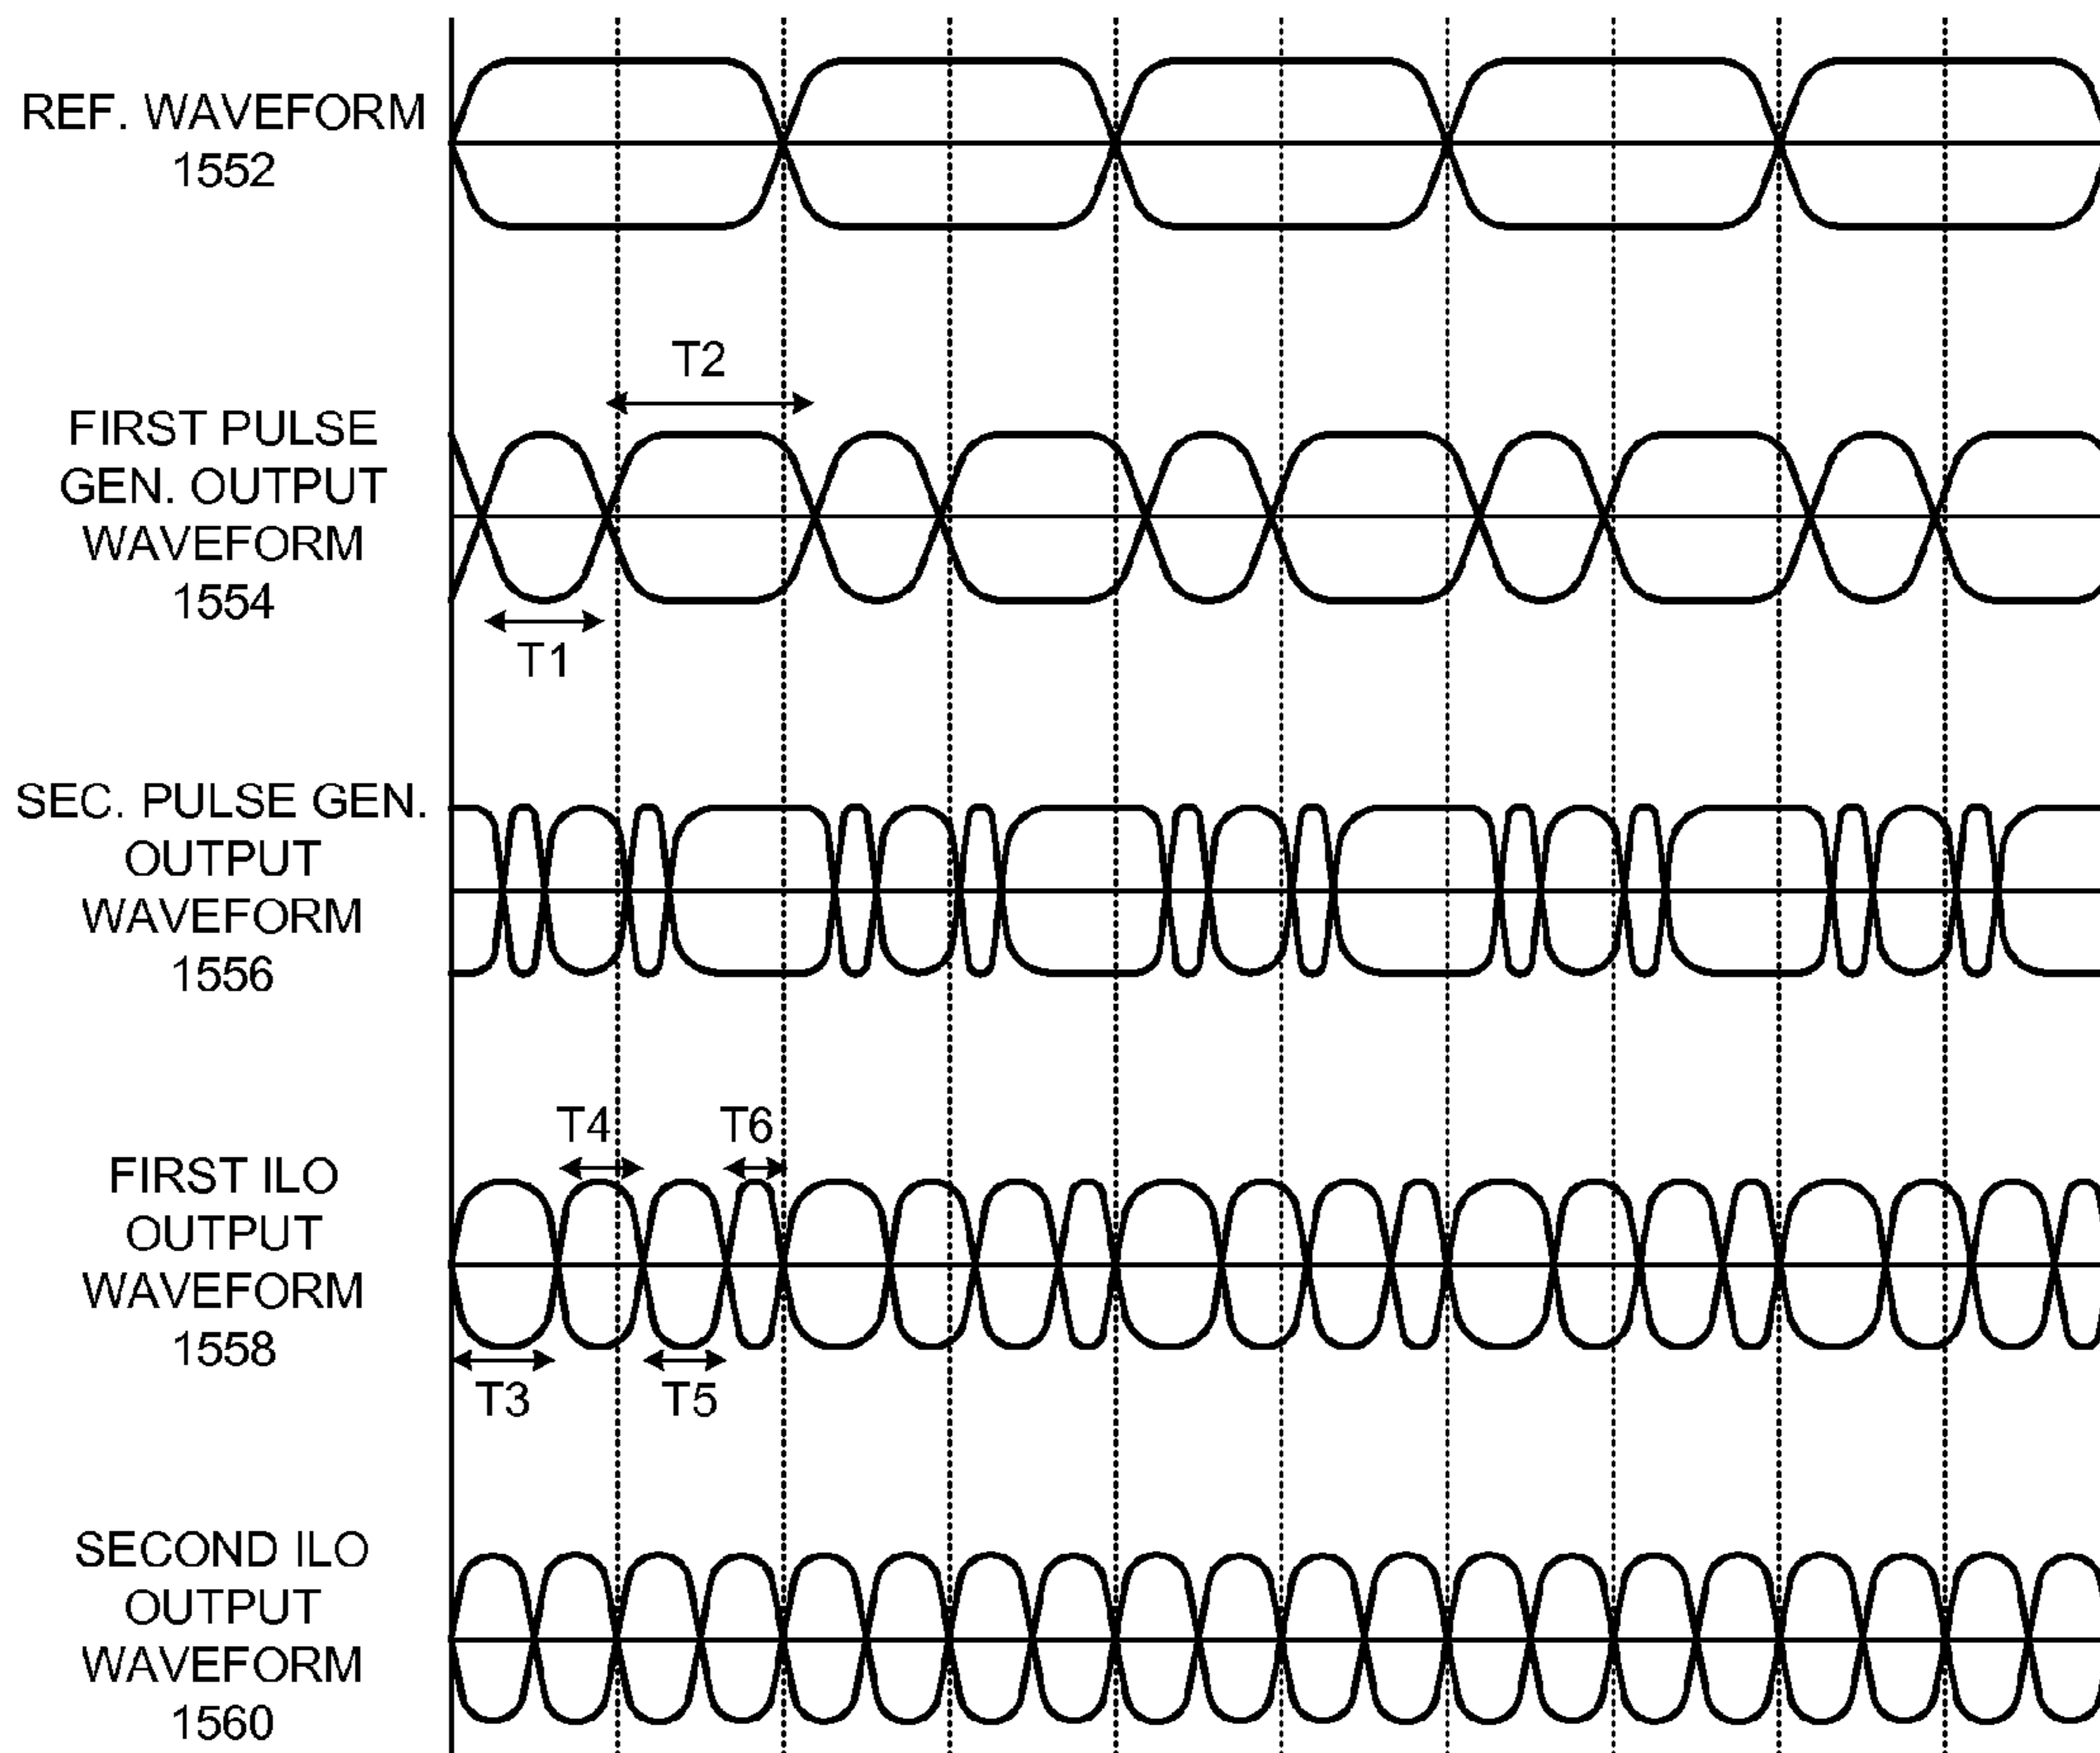 REF. WAVEFORM
1552
T2
FIRST PULSE
GEN. OUTPUT
WAVEFORM
1554
T1
SEC. PULSE GEN.
OUTPUT
WAVEFORM
1556
T4
T6
FIRST ILO
OUTPUT
WAVEFORM
1558
T3
T5
SECOND ILO
OUTPUT
WAVEFORM
1560